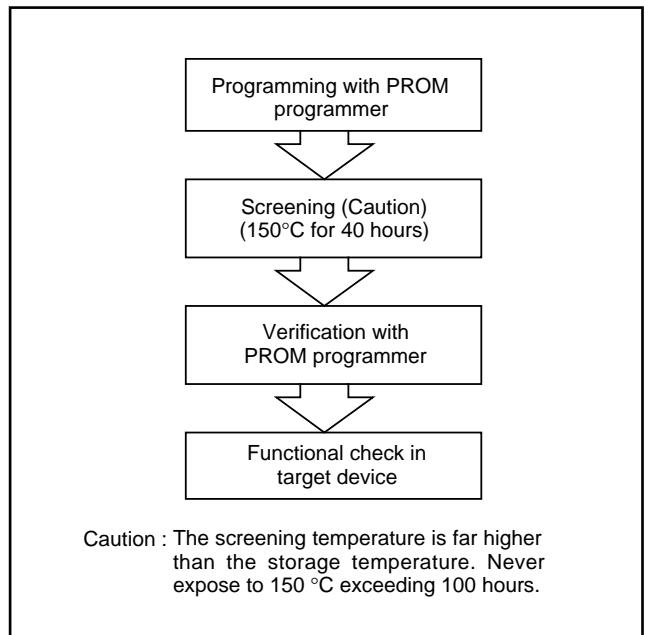 Programming with PROM
programmer
Screening (Caution)
(150°C for 40 hours)
Verification with
PROM programmer
Functional check in
target device
Caution : The screening temperature is far higher
than the storage temperature. Never
expose to 150 °C exceeding 100 hours.